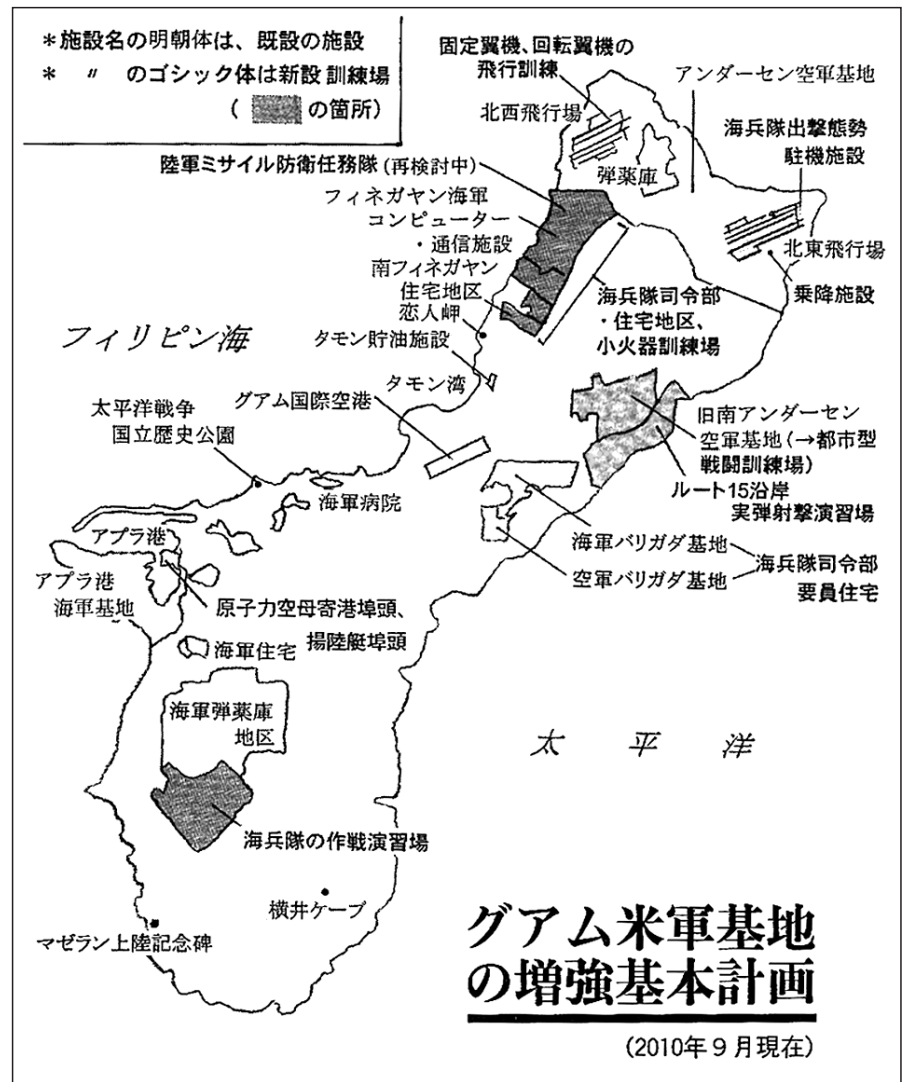 ＊施設名の明朝体は、既設の施設
＊　〃　のゴシック体は新設訓練場
（　の箇所）
固定翼機、回転翼機の
飛行訓練
北西飛行場
アンダーセン空軍基地
弾薬庫
海兵隊出撃態勢
駐機施設
北東飛行場
乗降施設
陸軍ミサイル防衛任務隊(再検討中)
フィネガヤン海軍
コンピューター
・通信施設
南フィネガヤン
住宅地区
恋人岬
タモン貯油施設
タモン湾
フィリピン海
海兵隊司令部
・住宅地区、
小火器訓練場
グアム国際空港
太平洋戦争
国立歴史公園
海軍病院
旧南アンダーセン
空軍基地(→都市型
戦闘訓練場)
ルート15沿岸
実弾射撃演習場
海軍バリガダ基地
空軍バリガダ基地
海兵隊司令部
要員住宅
アプラ港
アプラ港
海軍基地
原子力空母寄港埠頭、
揚陸艇埠頭
海軍住宅
海軍弾薬庫
地区
太平洋
海兵隊の作戦演習場
横井ケーブ
マゼラン上陸記念碑
グアム米軍基地
の増強基本計画
(2010年９月現在)